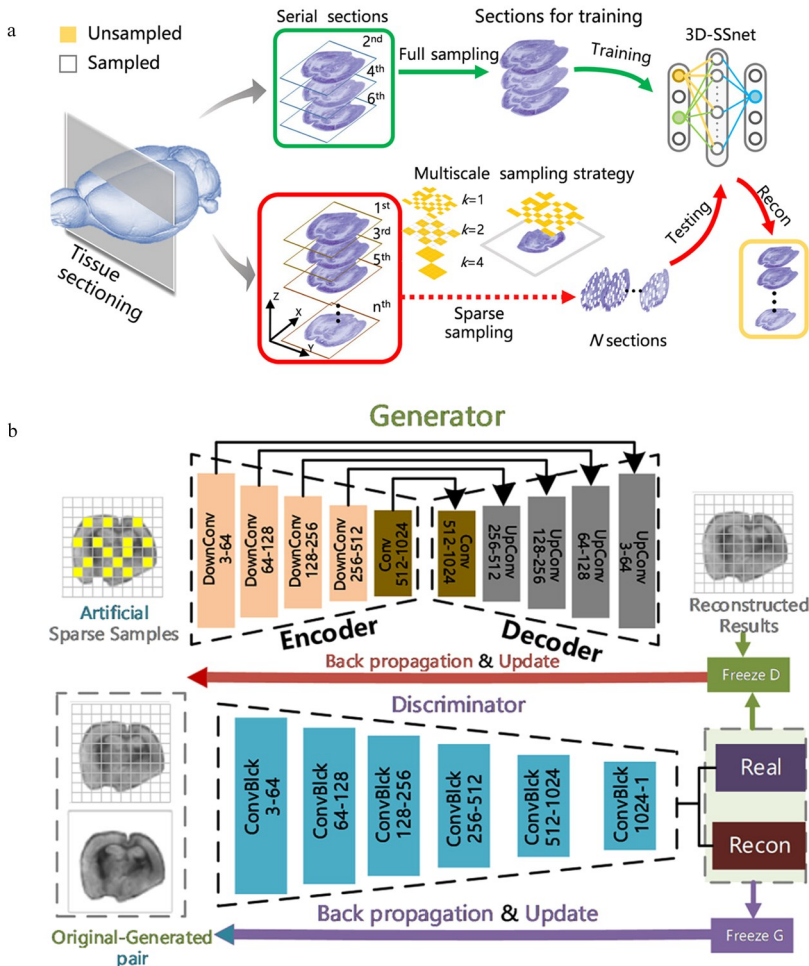 a
Unsampled
Sampled
Serial sections
2nd
4th
6th
Full sampling
Sections for training
Training
3D-SSnet
Tissue
sectioning
1st
3rd
5th
nth
Z
X
Y
Multiscale sampling strategy
k=1
k=2
k=4
Sparse
sampling
N sections
Testing
Recon
b
Generator
DownConv
3-64
DownConv
64-128
DownConv
128-256
DownConv
256-512
Conv
512-1024
Conv
512-1024
UpConv
256-512
UpConv
128-256
UpConv
64-128
UpConv
3-64
Encoder
Decoder
Artificial
Sparse Samples
Reconstructed
Results
Back propagation & Update
Freeze D
Discriminator
ConvBlck
3-64
ConvBlck
64-128
ConvBlck
128-256
ConvBlck
256-512
ConvBlck
512-1024
ConvBlck
1024-1
Real
Recon
Back propagation & Update
Freeze G
Original-Generated
pair